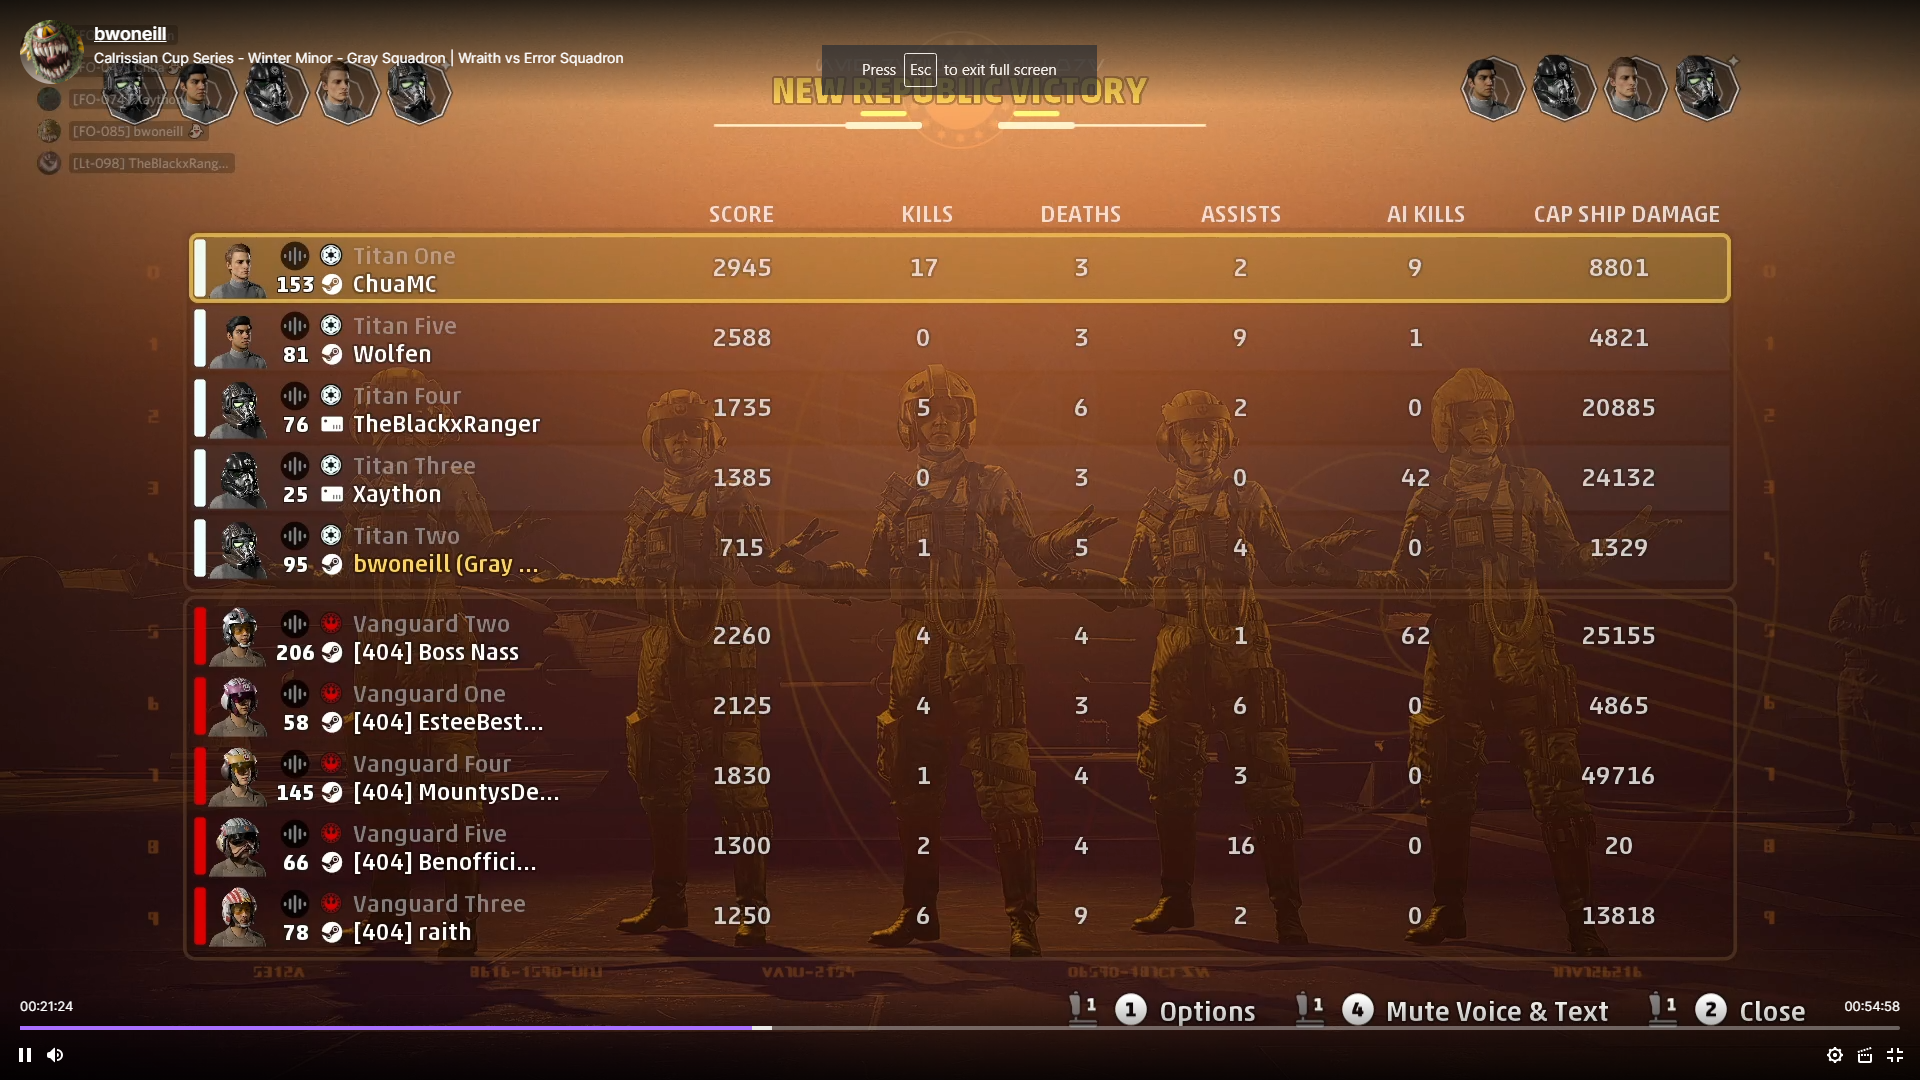 bwoneill
Calrissian Cup Series - Winter Minor - Gray Squadron | Wraith vs Error Squadron
Press Esc to exit full screen
NEW REPUBLIC VICTORY
[FO-085] bwoneill
[Lt-098] TheBlackxRang...
SCORE KILLS DEATHS ASSISTS AI KILLS CAP SHIP DAMAGE
Titan One
153 ChuaMC 2945 17 3 2 9 8801
Titan Five
81 Wolfen 2588 0 3 9 1 4821
Titan Four
76 TheBlackxRanger 1735 5 6 2 0 20885
Titan Three
25 Xaython 1385 0 3 0 42 24132
Titan Two
95 bwoneill (Gray ... 715 1 5 4 0 1329
Vanguard Two
206 [404] Boss Nass 2260 4 4 1 62 25155
Vanguard One
58 [404] EsteeBest... 2125 4 3 6 0 4865
Vanguard Four
145 [404] MountysDe... 1830 1 4 3 0 49716
Vanguard Five
66 [404] Benoffici... 1300 2 4 16 0 20
Vanguard Three
78 [404] raith 1250 6 9 2 0 13818
1 1 Options 1 4 Mute Voice & Text 1 2 Close
00:21:24 00:54:58